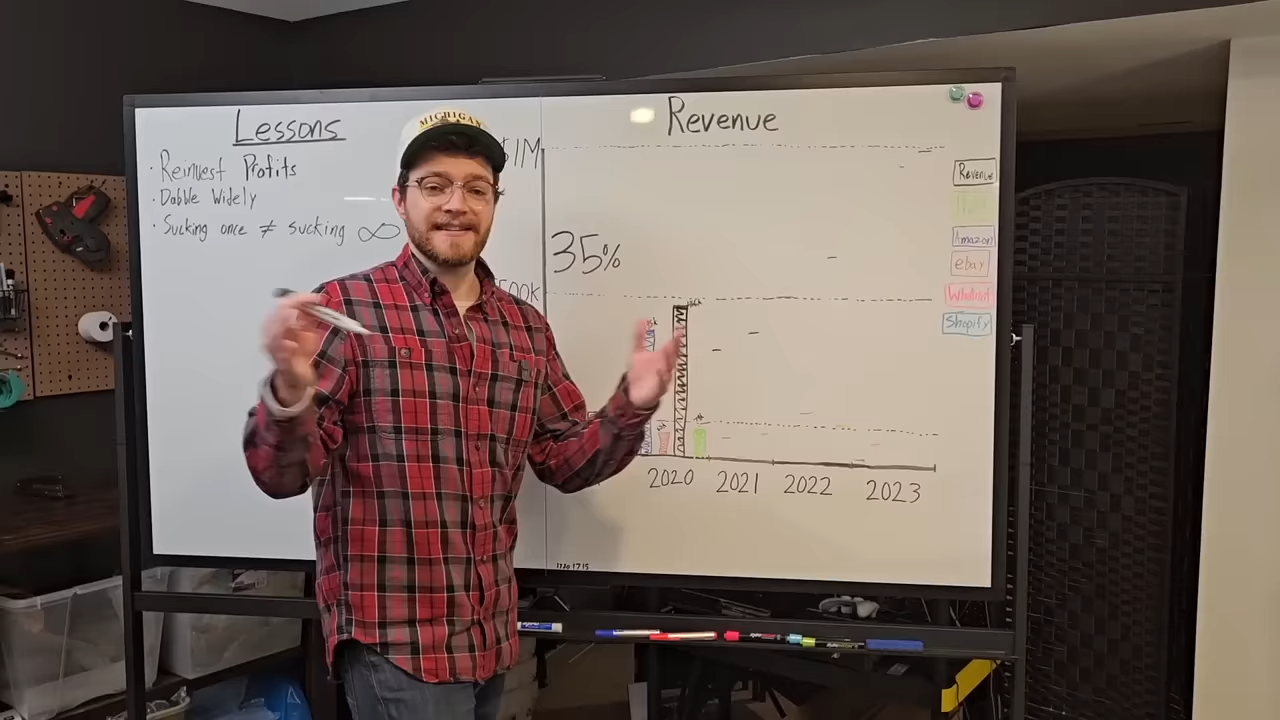 Lessons
· Reinvest Profits
· Dabble Widely
· Sucking once ≠ sucking ∞
MICHIGAN
Revenue
$1M
35%
500K
2020 2021 2022 2023
Revenue
Amazon
ebay
Whatnot
Shopify